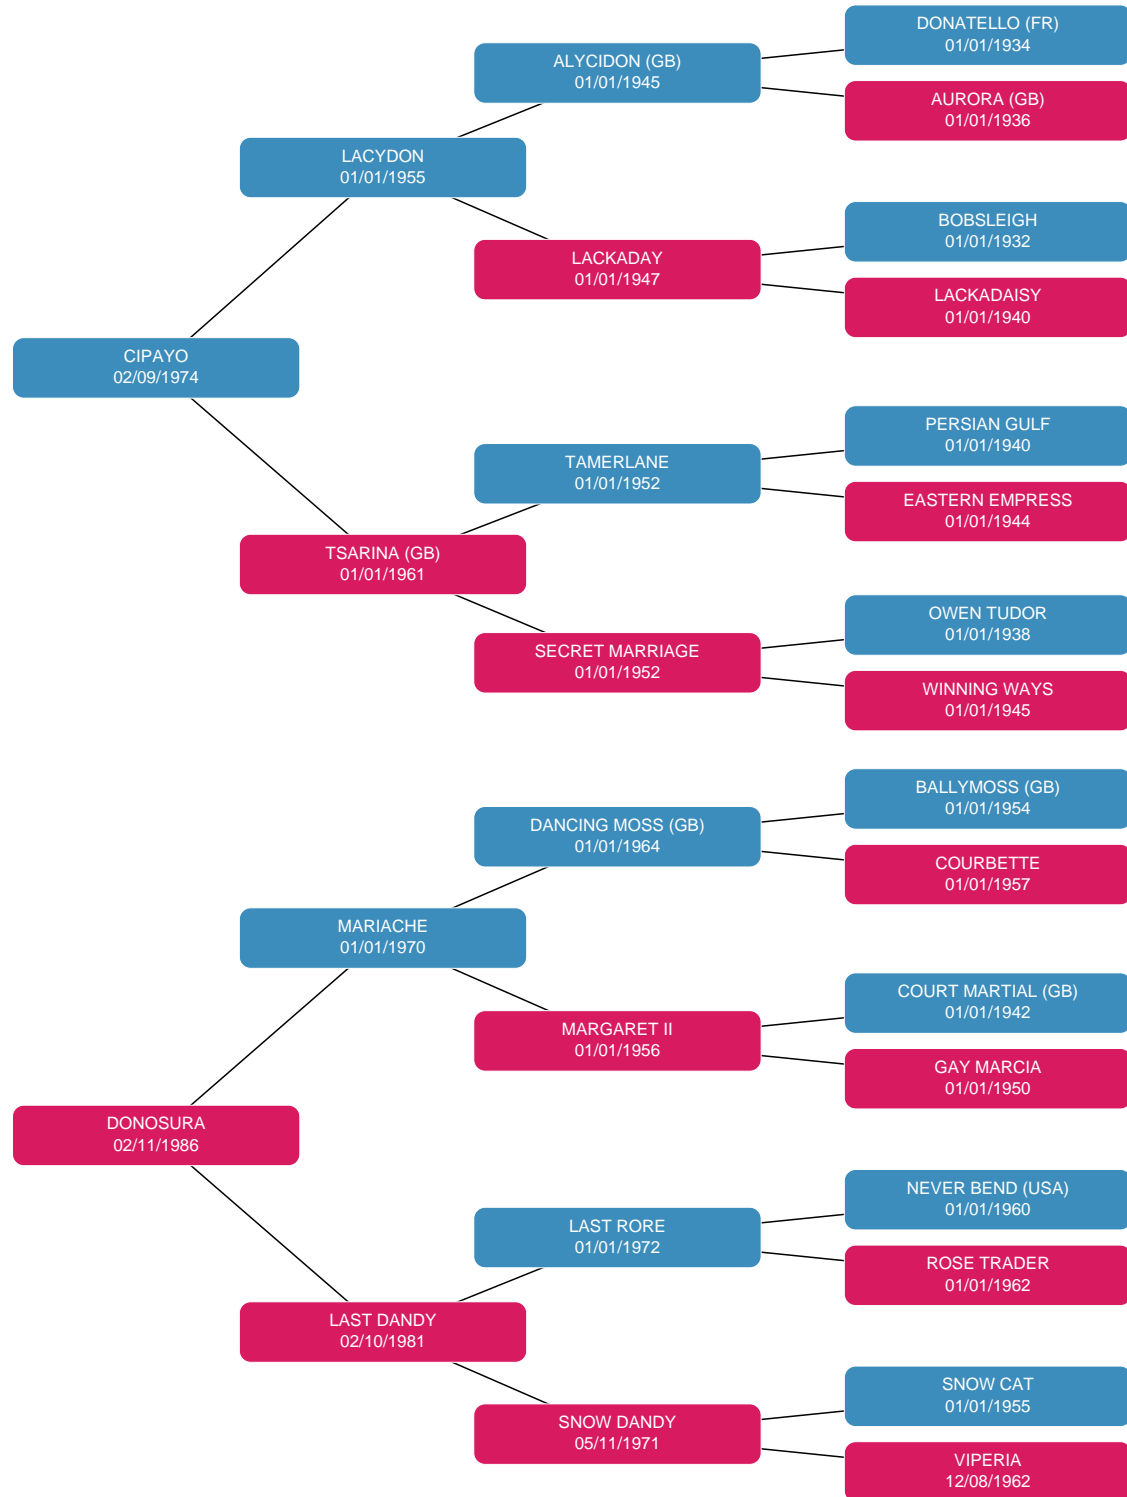 DONATELLO (FR)
01/01/1934
ALYCIDON (GB)
01/01/1945
AURORA (GB)
01/01/1936
LACYDON
01/01/1955
BOBSLEIGH
01/01/1932
LACKADAY
01/01/1947
LACKADAISY
01/01/1940
CIPAYO
02/09/1974
PERSIAN GULF
01/01/1940
TAMERLANE
01/01/1952
EASTERN EMPRESS
01/01/1944
TSARINA (GB)
01/01/1961
OWEN TUDOR
01/01/1938
SECRET MARRIAGE
01/01/1952
WINNING WAYS
01/01/1945
BALLYMOSS (GB)
01/01/1954
DANCING MOSS (GB)
01/01/1964
COURBETTE
01/01/1957
MARIACHE
01/01/1970
COURT MARTIAL (GB)
01/01/1942
MARGARET II
01/01/1956
GAY MARCIA
01/01/1950
DONOSURA
02/11/1986
NEVER BEND (USA)
01/01/1960
LAST RORE
01/01/1972
ROSE TRADER
01/01/1962
LAST DANDY
02/10/1981
SNOW CAT
01/01/1955
SNOW DANDY
05/11/1971
VIPERIA
12/08/1962